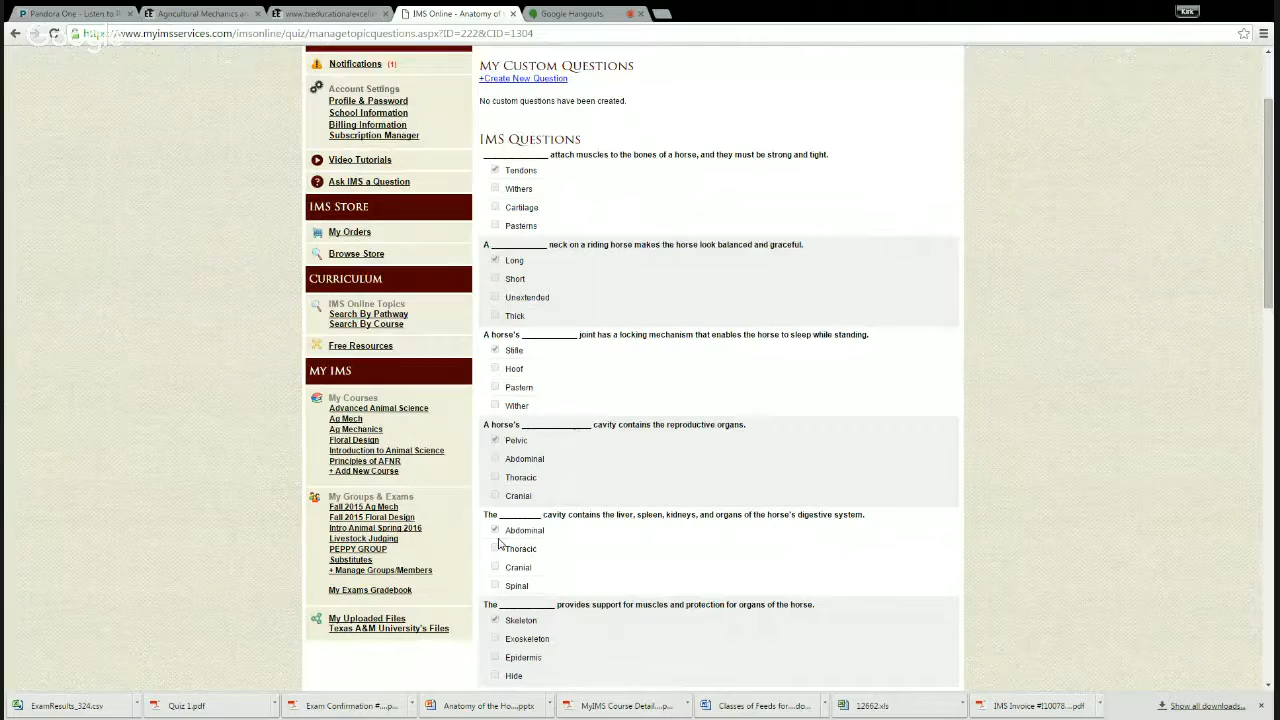 Pandora One - Listen to R
Agricultural Mechanics an
www.txeducationalexcelle
IMS Online - Anatomy of
Google Hangouts
Kirk
https://www.myimsservices.com/imsonline/quiz/managetopicquestions.aspx?ID=222&CID=1304
Google
Notifications (1)
Account Settings
Profile & Password
School Information
Billing Information
Subscription Manager
Video Tutorials
Ask IMS a Question
IMS Store
My Orders
Browse Store
Curriculum
IMS Online Topics
Search By Pathway
Search By Course
Free Resources
My IMS
My Courses
Advanced Animal Science
Ag Mech
Ag Mechanics
Floral Design
Introduction to Animal Science
Principles of AFNR
+ Add New Course
My Groups & Exams
Fall 2015 Ag Mech
Fall 2015 Floral Design
Intro Animal Spring 2016
Livestock Judging
PEPPY GROUP
Substitutes
+ Manage Groups/Members
My Exams Gradebook
My Uploaded Files
Texas A&M University's Files
My Custom Questions
+Create New Question
No custom questions have been created.
IMS Questions
______________ attach muscles to the bones of a horse, and they must be strong and tight.
Tendons
Withers
Cartilage
Pasterns
A ____________ neck on a riding horse makes the horse look balanced and graceful.
Long
Short
Unextended
Thick
A horse's ____________ joint has a locking mechanism that enables the horse to sleep while standing.
Stifle
Hoof
Pastern
Wither
A horse's _______________ cavity contains the reproductive organs.
Pelvic
Abdominal
Thoracic
Cranial
The _________ cavity contains the liver, spleen, kidneys, and organs of the horse's digestive system.
Abdominal
Thoracic
Cranial
Spinal
The ____________ provides support for muscles and protection for organs of the horse.
Skeleton
Exoskeleton
Epidermis
Hide
ExamResults_324.csv
Quiz 1.pdf
Exam Confirmation #....pdf
Anatomy of the Ho....pptx
MyIMS Course Detail....pdf
Classes of Feeds for....doc
12662.xls
IMS Invoice #I10078....pdf
Show all downloads...